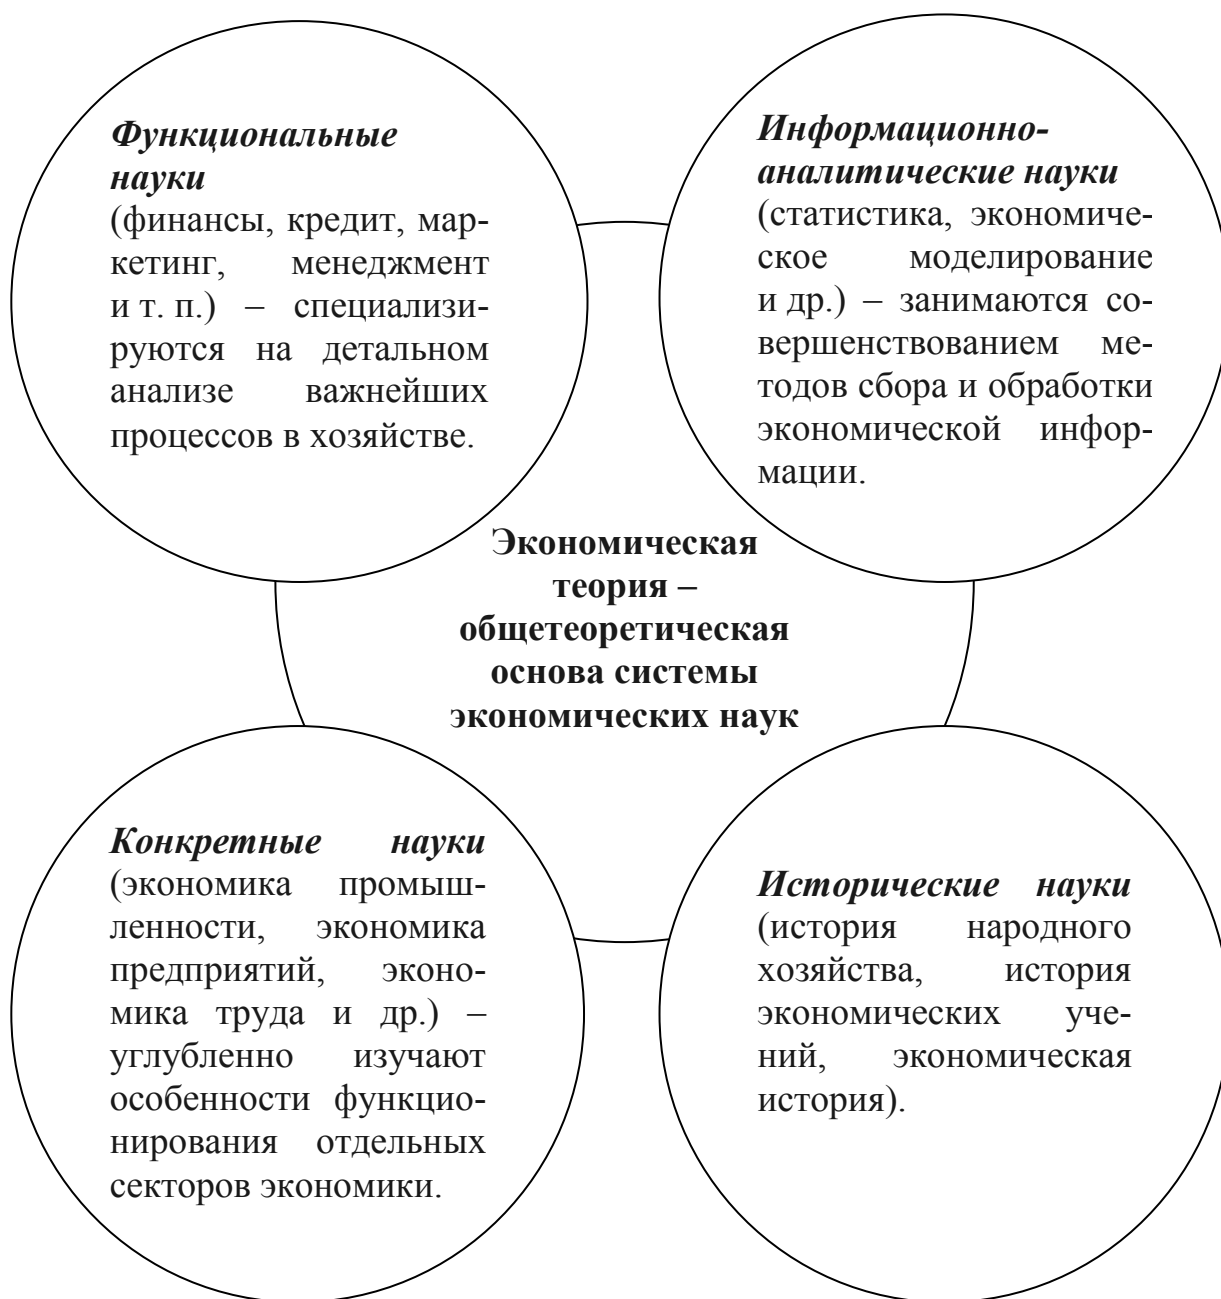 Функциональные
науки
(финансы, кредит, мар-
кетинг, менеджмент
и т. п.) – специализи-
руются на детальном
анализе важнейших
процессов в хозяйстве.
Информационно-
аналитические науки
(статистика, экономиче-
ское моделирование
и др.) – занимаются со-
вершенствованием ме-
тодов сбора и обработки
экономической инфор-
мации.
Экономическая
теория –
общетеоретическая
основа системы
экономических наук
Конкретные науки
(экономика промыш-
ленности, экономика
предприятий, эконо-
мика труда и др.) –
углубленно изучают
особенности функцио-
нирования отдельных
секторов экономики.
Исторические науки
(история народного
хозяйства, история
экономических уче-
ний, экономическая
история).